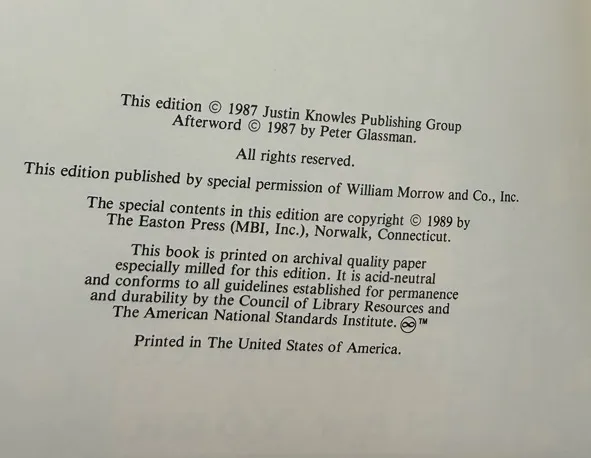 This edition © 1987 Justin Knowles Publishing Group
Afterword © 1987 by Peter Glassman.
All rights reserved.
This edition published by special permission of William Morrow and Co., Inc.
The special contents in this edition are copyright © 1989 by
The Easton Press (MBI, Inc.), Norwalk, Connecticut.
This book is printed on archival quality paper
especially milled for this edition. It is acid-neutral
and conforms to all guidelines established for permanence
and durability by the Council of Library Resources and
The American National Standards Institute. ♾™
Printed in The United States of America.